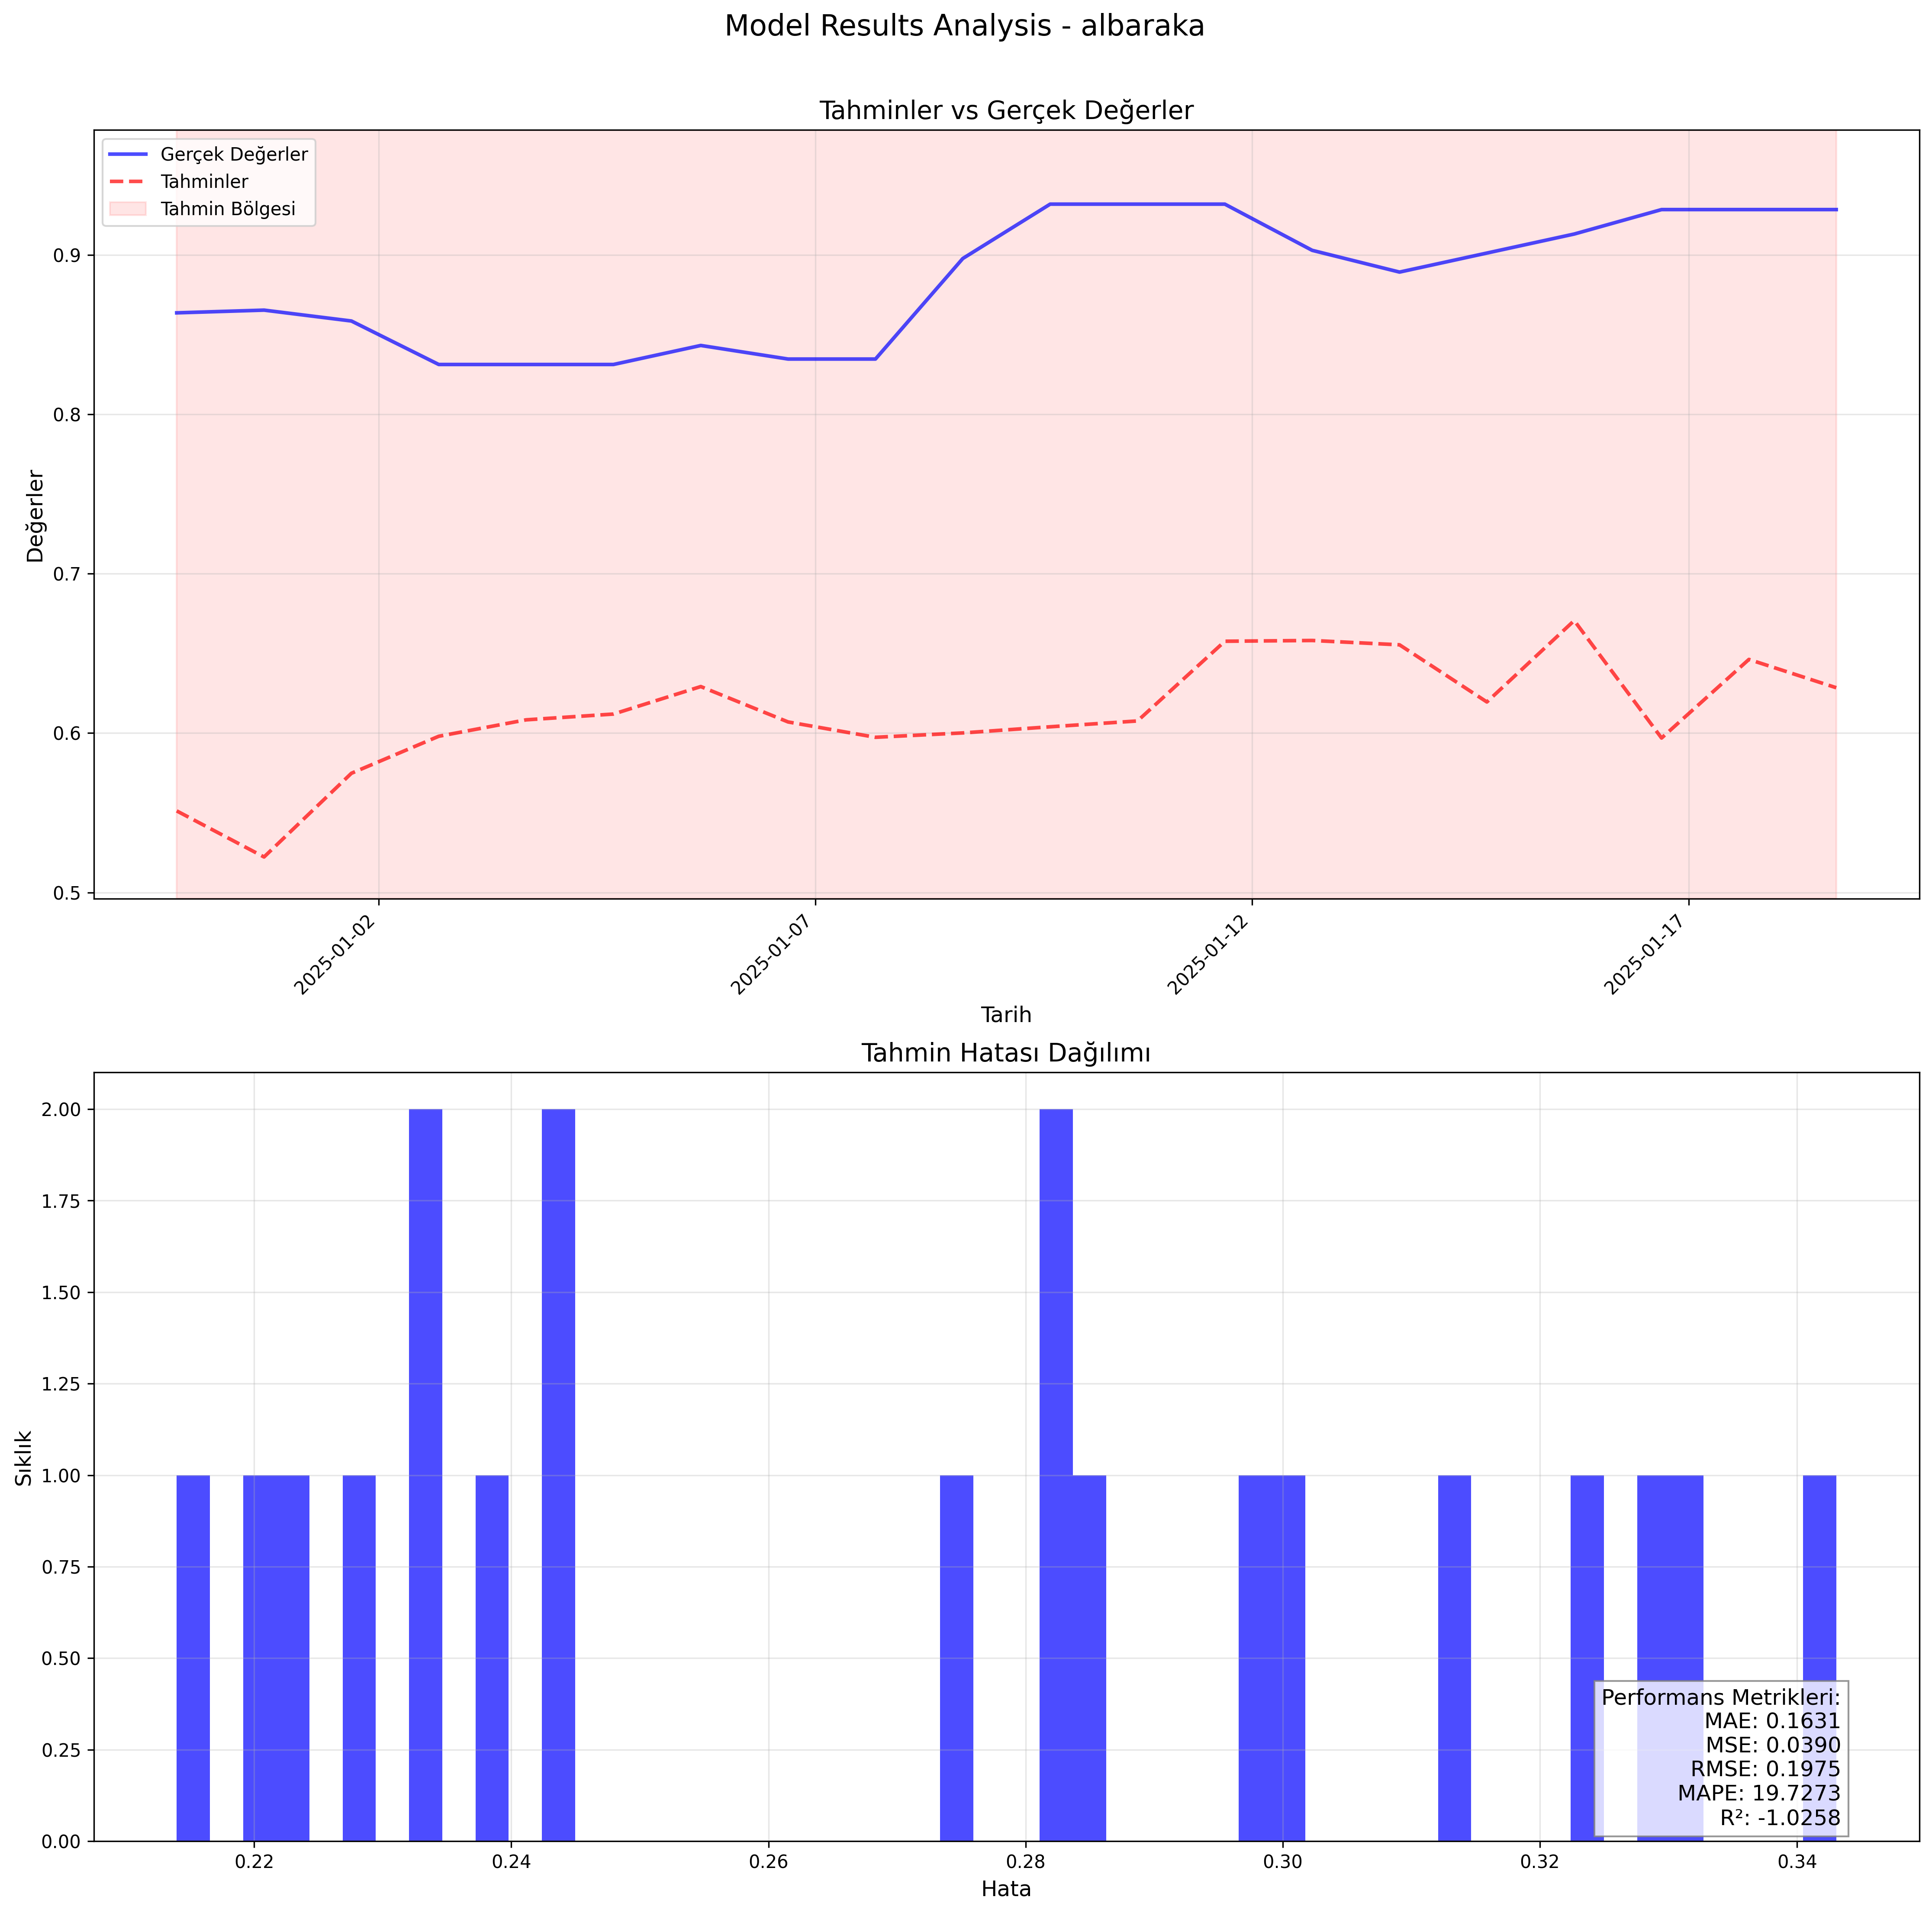 Model Results Analysis - albaraka
Tahminler vs Gerçek Değerler
Gerçek Değerler
Tahminler
Tahmin Bölgesi
Değerler
0.9
0.8
0.7
0.6
0.5
2025-01-02
2025-01-07
2025-01-12
2025-01-17
Tarih
Tahmin Hatası Dağılımı
Sıklık
2.00
1.75
1.50
1.25
1.00
0.75
0.50
0.25
0.00
Performans Metrikleri:
MAE: 0.1631
MSE: 0.0390
RMSE: 0.1975
MAPE: 19.7273
R²: -1.0258
0.22
0.24
0.26
0.28
0.30
0.32
0.34
Hata